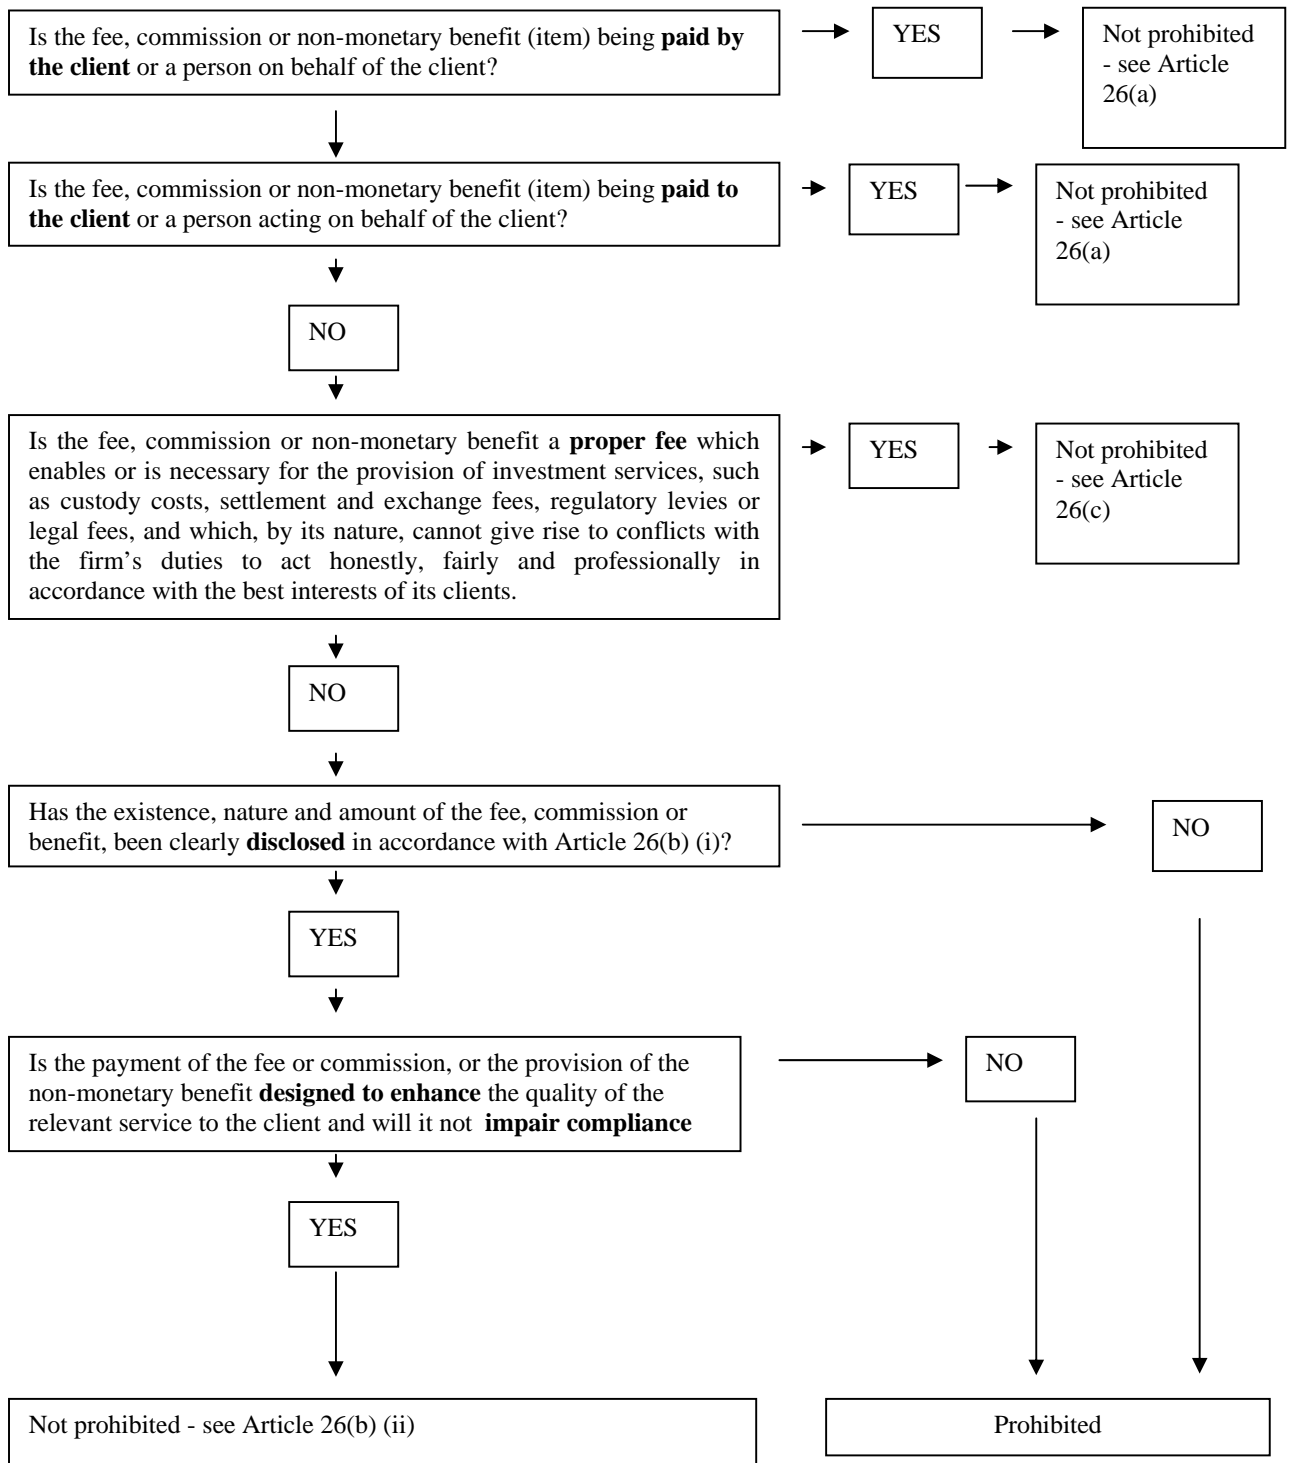 Is the fee, commission or non-monetary benefit (item) being paid by
the client or a person on behalf of the client?
YES
Not prohibited
- see Article
26(a)
Is the fee, commission or non-monetary benefit (item) being paid to
the client or a person acting on behalf of the client?
YES
Not prohibited
- see Article
26(a)
NO
Is the fee, commission or non-monetary benefit a proper fee which
enables or is necessary for the provision of investment services, such
as custody costs, settlement and exchange fees, regulatory levies or
legal fees, and which, by its nature, cannot give rise to conflicts with
the firm's duties to act honestly, fairly and professionally in
accordance with the best interests of its clients.
YES
Not prohibited
- see Article
26(c)
NO
Has the existence, nature and amount of the fee, commission or
benefit, been clearly disclosed in accordance with Article 26(b) (i)?
NO
YES
Is the payment of the fee or commission, or the provision of the
non-monetary benefit designed to enhance the quality of the
relevant service to the client and will it not impair compliance
NO
YES
Not prohibited - see Article 26(b) (ii)
Prohibited